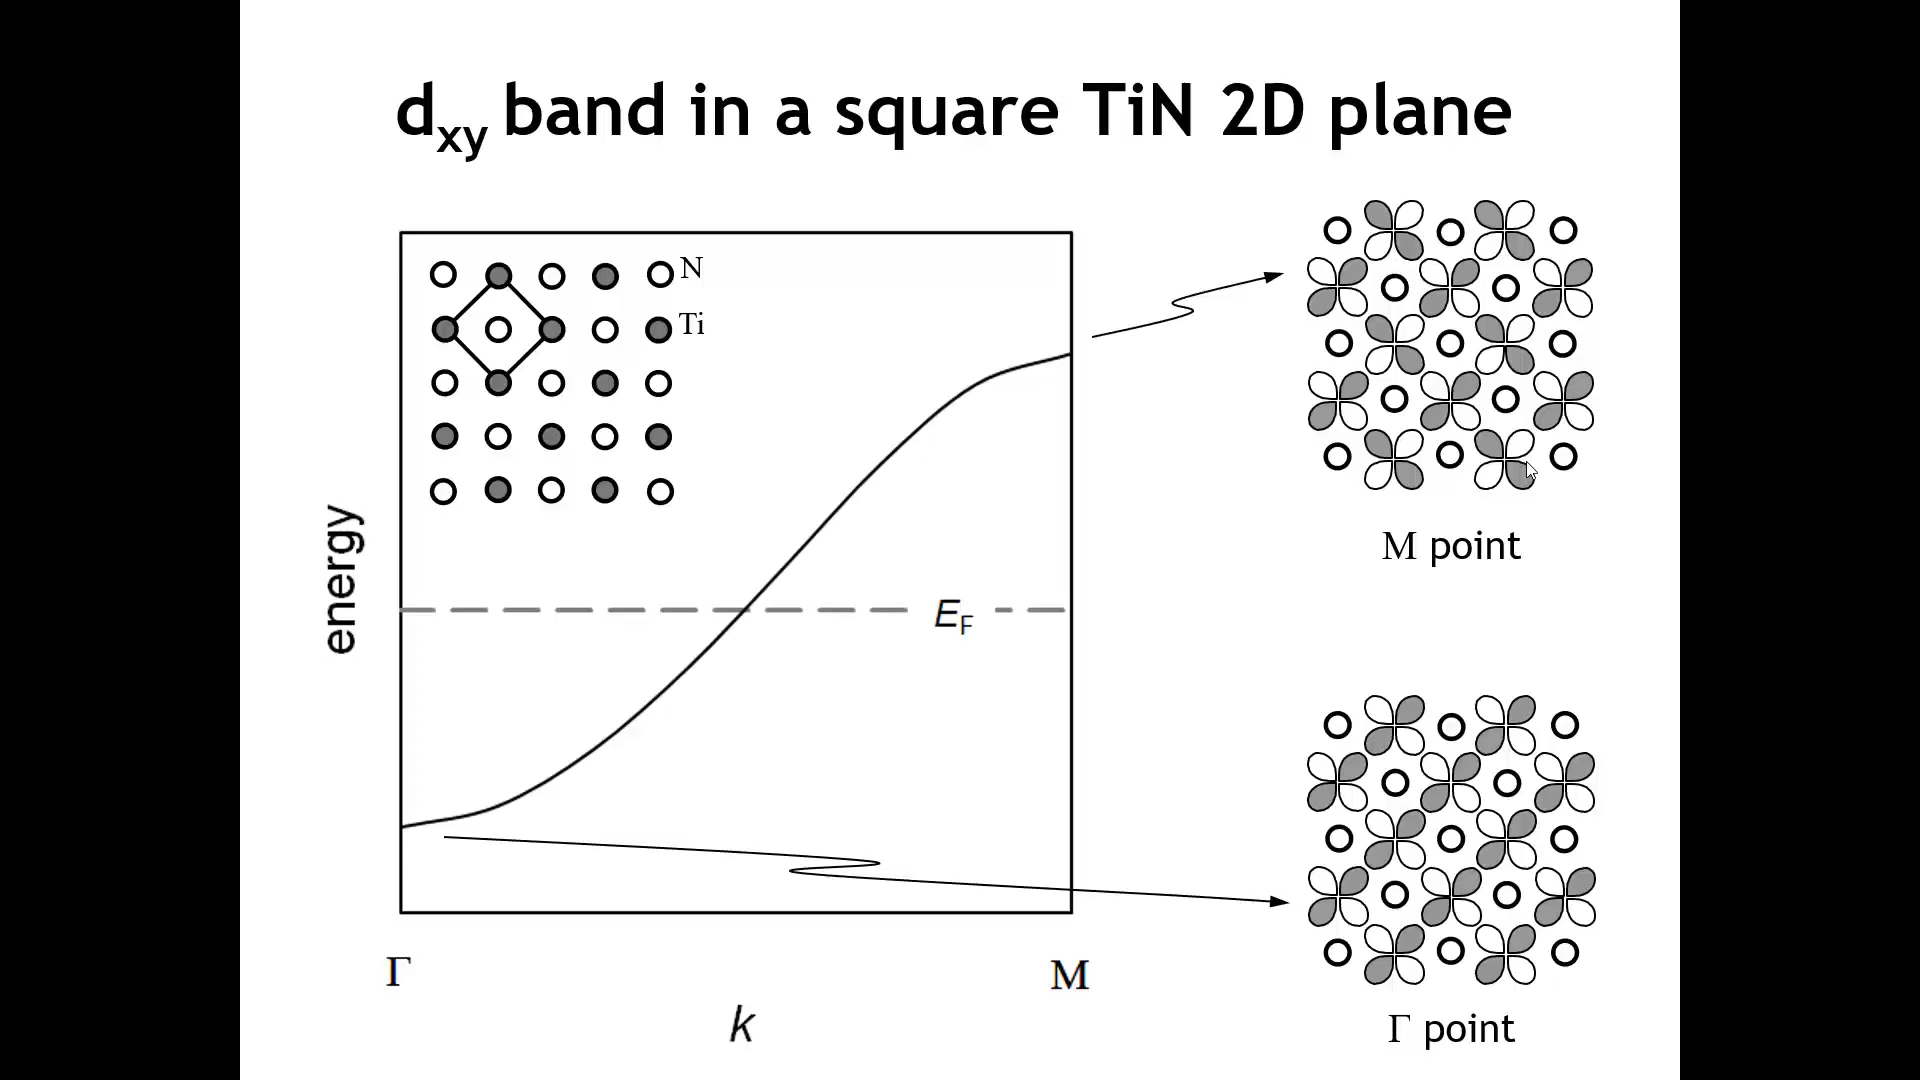 dxy band in a square TiN 2D plane
N
Ti
energy
EF
Γ
M
k
M point
Γ point